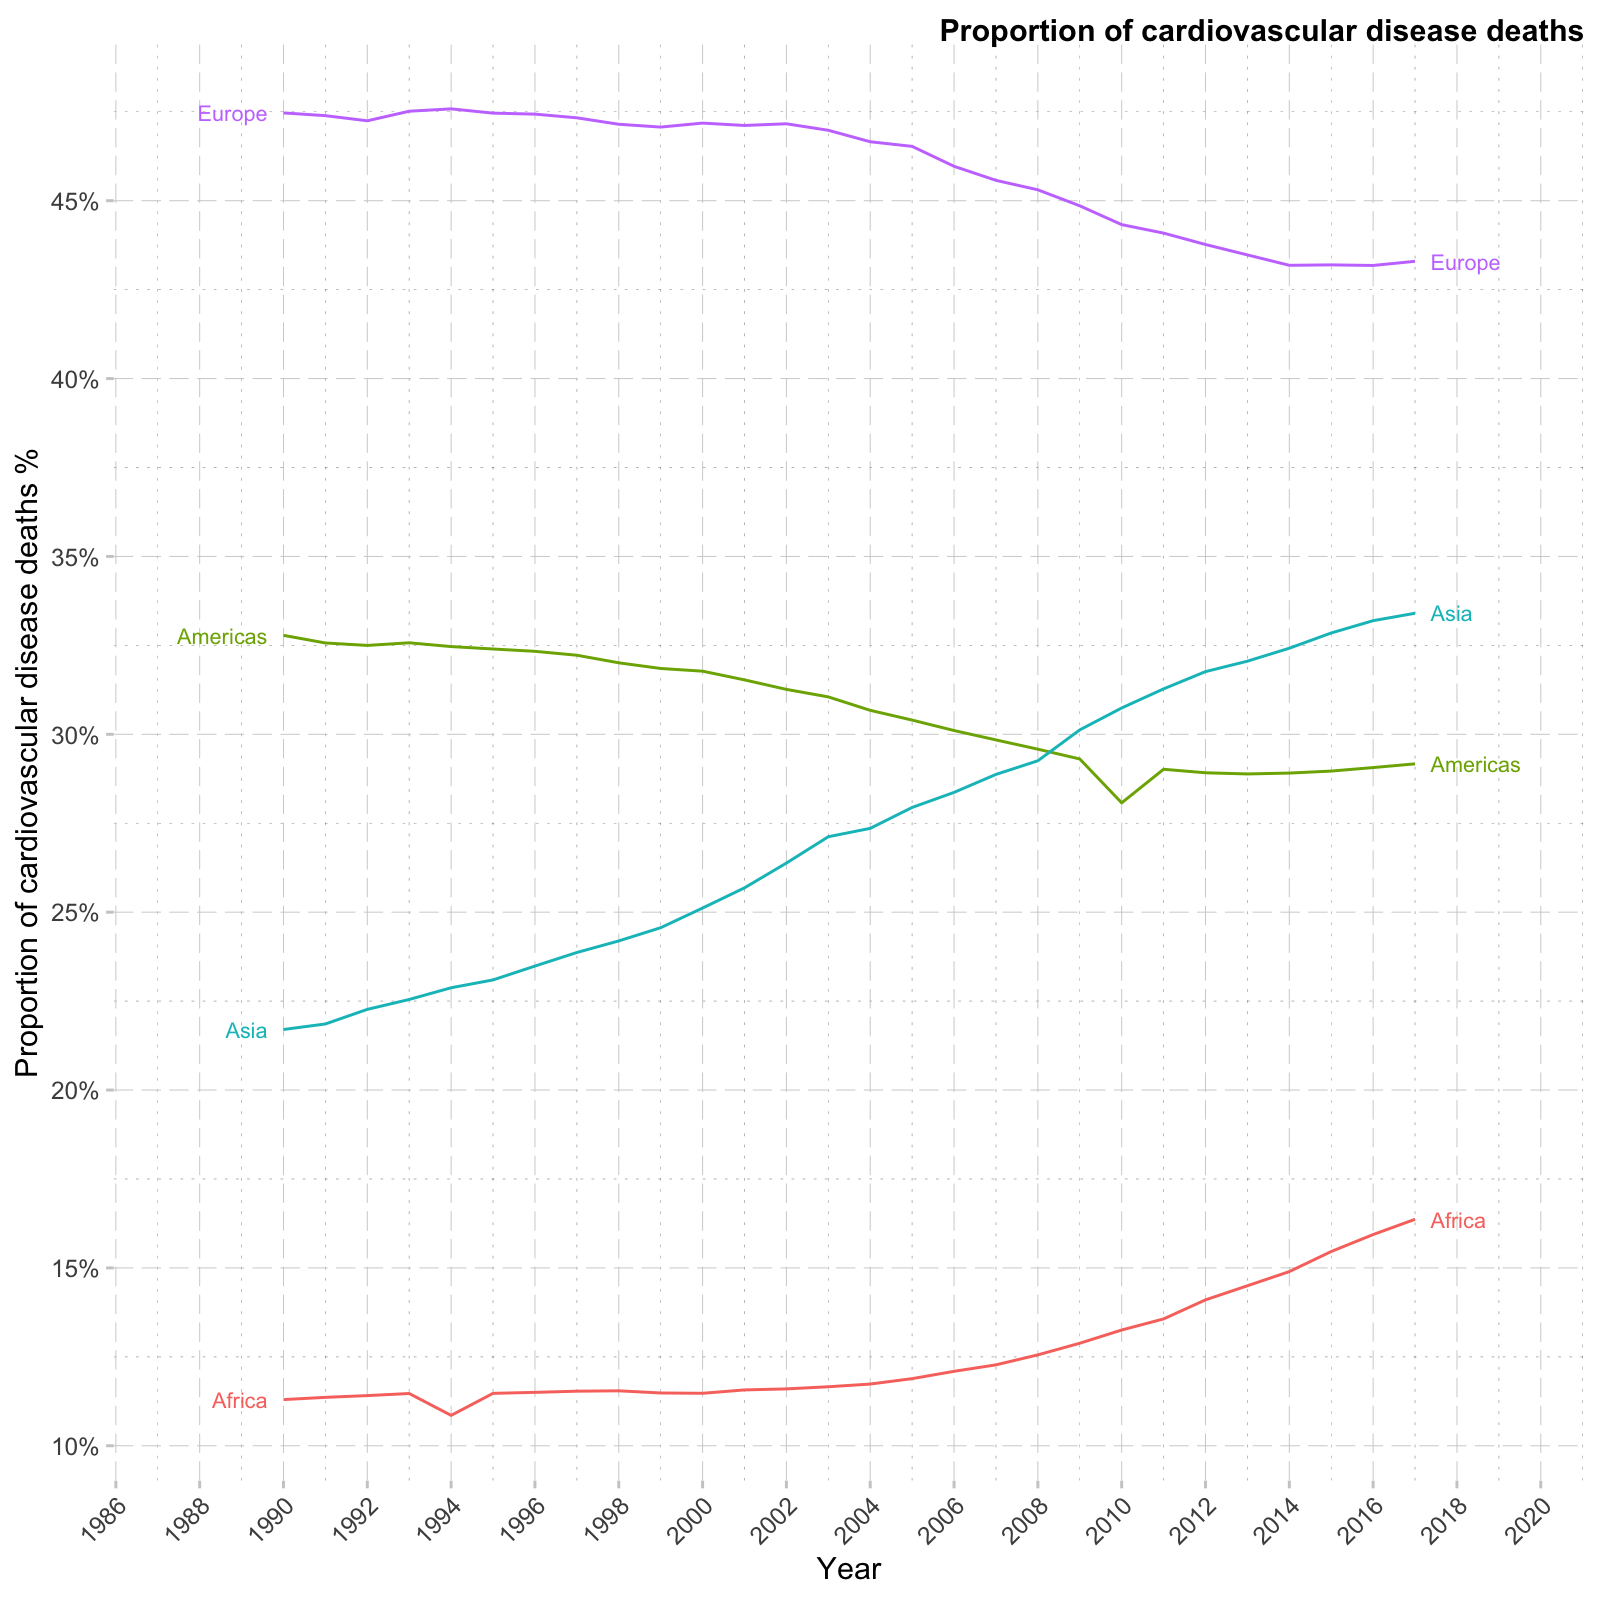 Proportion of cardiovascular disease deaths
Proportion of cardiovascular disease deaths %
Europe
45%
Europe
40%
35%
Asia
Americas
30%
Americas
25%
Asia
20%
Africa
15%
Africa
10%
1986 1988 1990 1992 1994 1996 1998 2000 2002 2004 2006 2008 2010 2012 2014 2016 2018 2020
Year